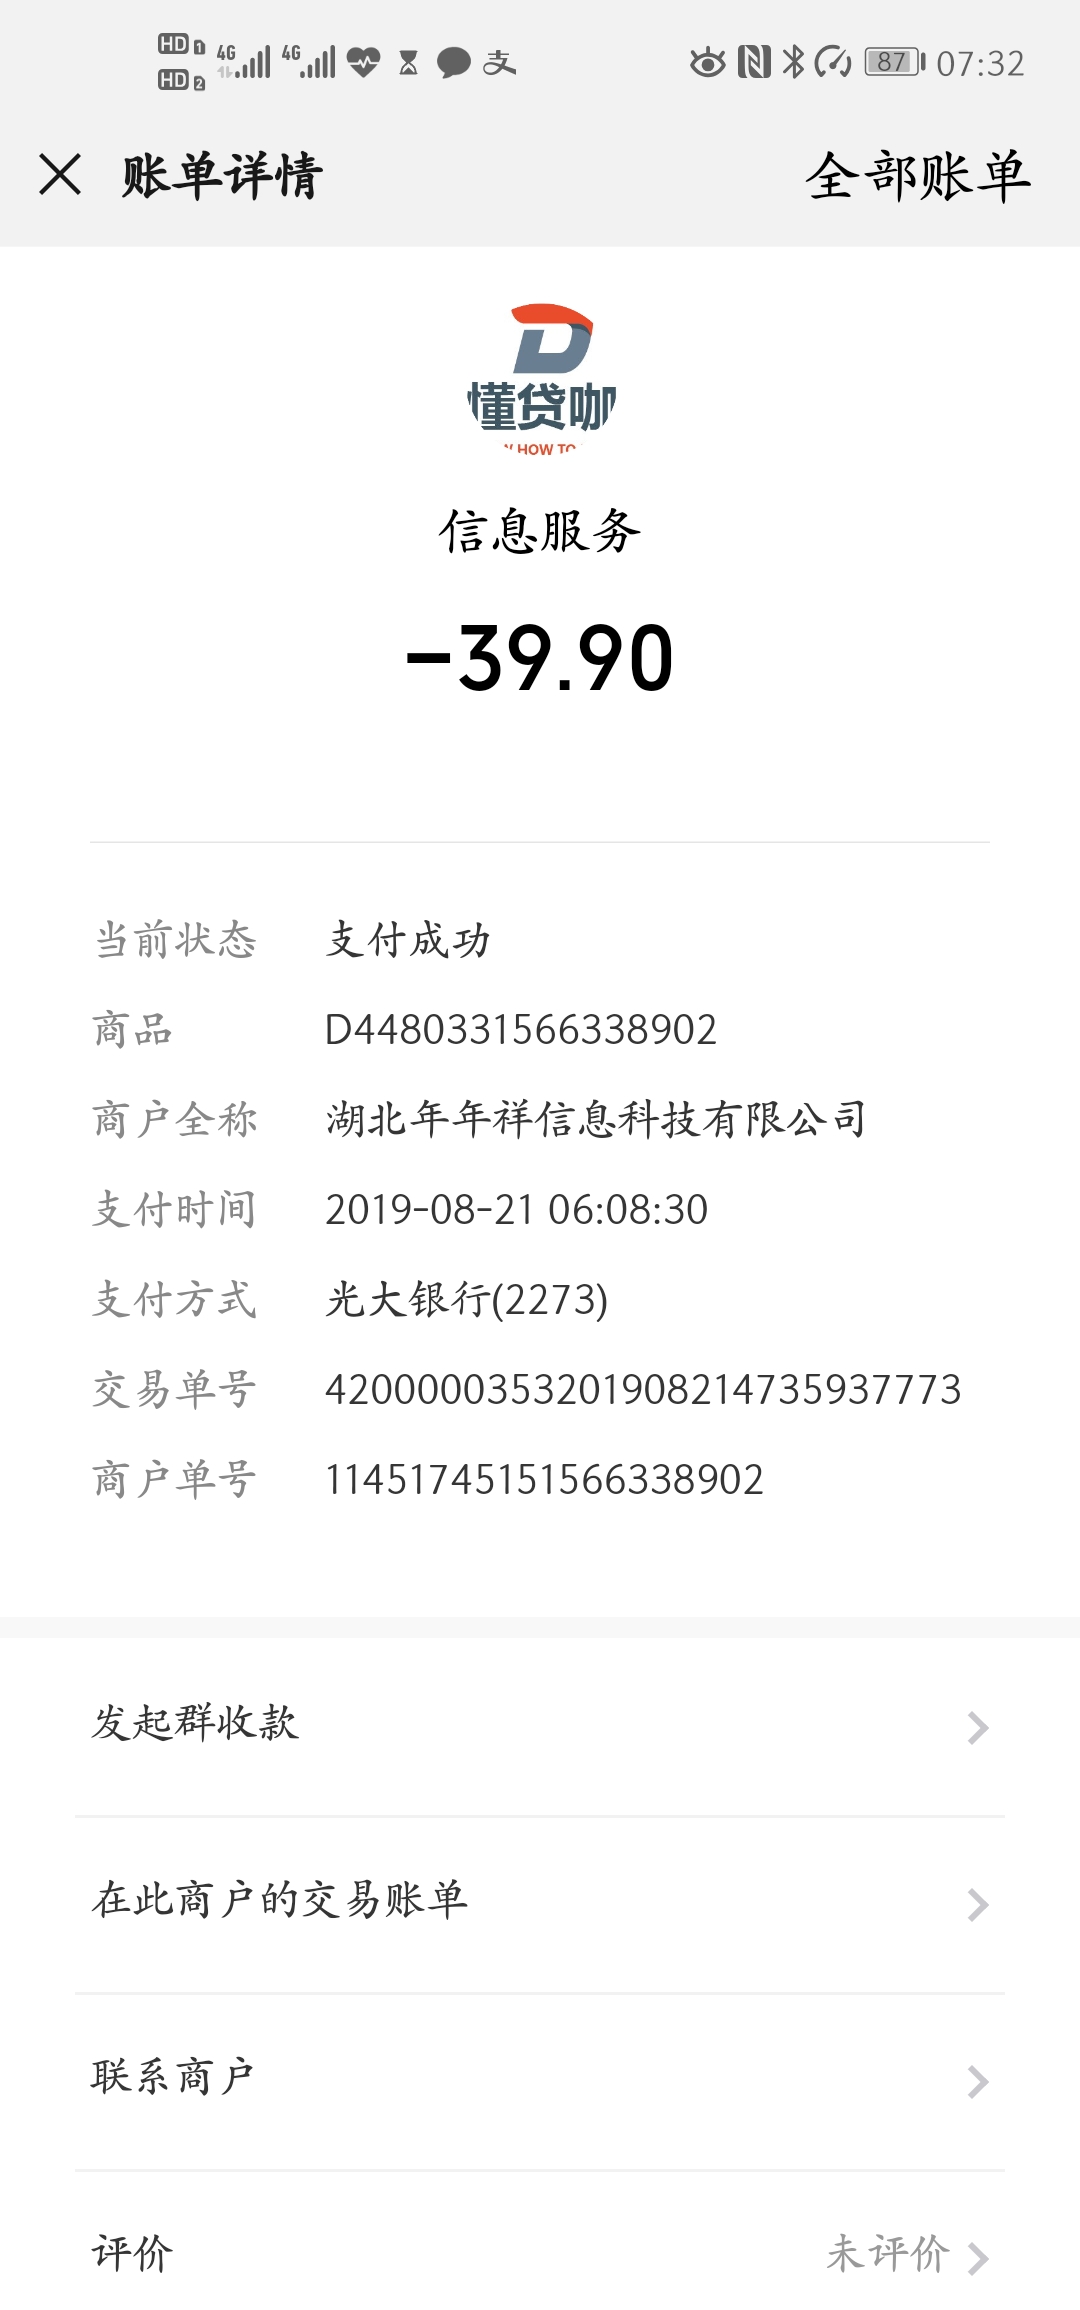 HD 1 4G 4G 支 87 07:32
HD 2
账单详情 全部账单
D
懂贷咖
HOW TO
信息服务
-39.90
当前状态 支付成功
商品 D4480331566338902
商户全称 湖北年年祥信息科技有限公司
支付时间 2019-08-21 06:08:30
支付方式 光大银行(2273)
交易单号 4200000353201908214735937773
商户单号 11451745151566338902
发起群收款
在此商户的交易账单
联系商户
评价 未评价